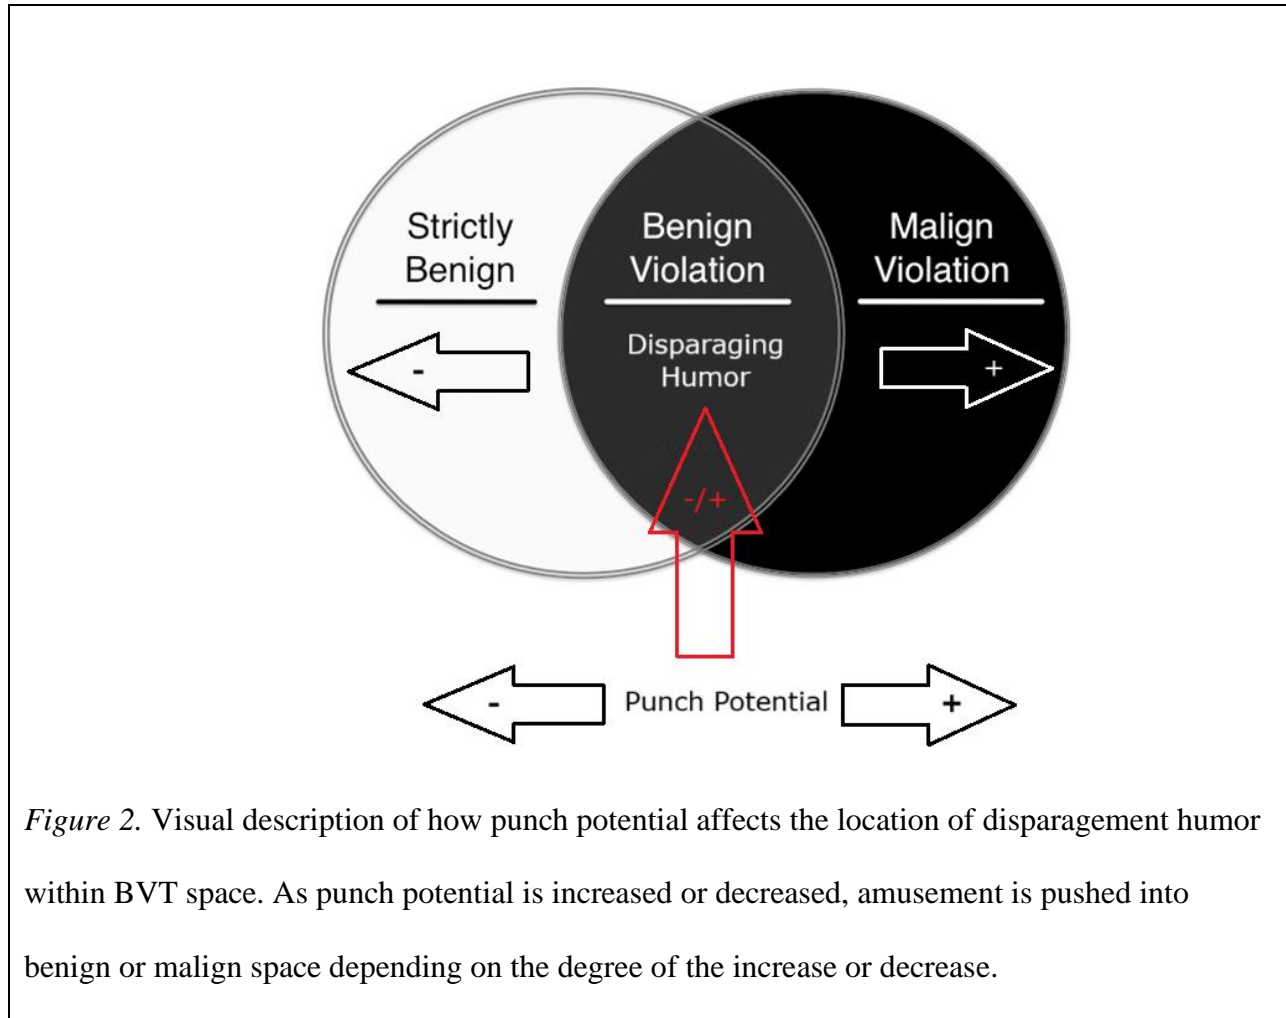 Strictly
Benign
Benign
Violation
Malign
Violation
Disparaging
Humor
-
+
-/+
- Punch Potential +
Figure 2. Visual description of how punch potential affects the location of disparagement humor
within BVT space. As punch potential is increased or decreased, amusement is pushed into
benign or malign space depending on the degree of the increase or decrease.